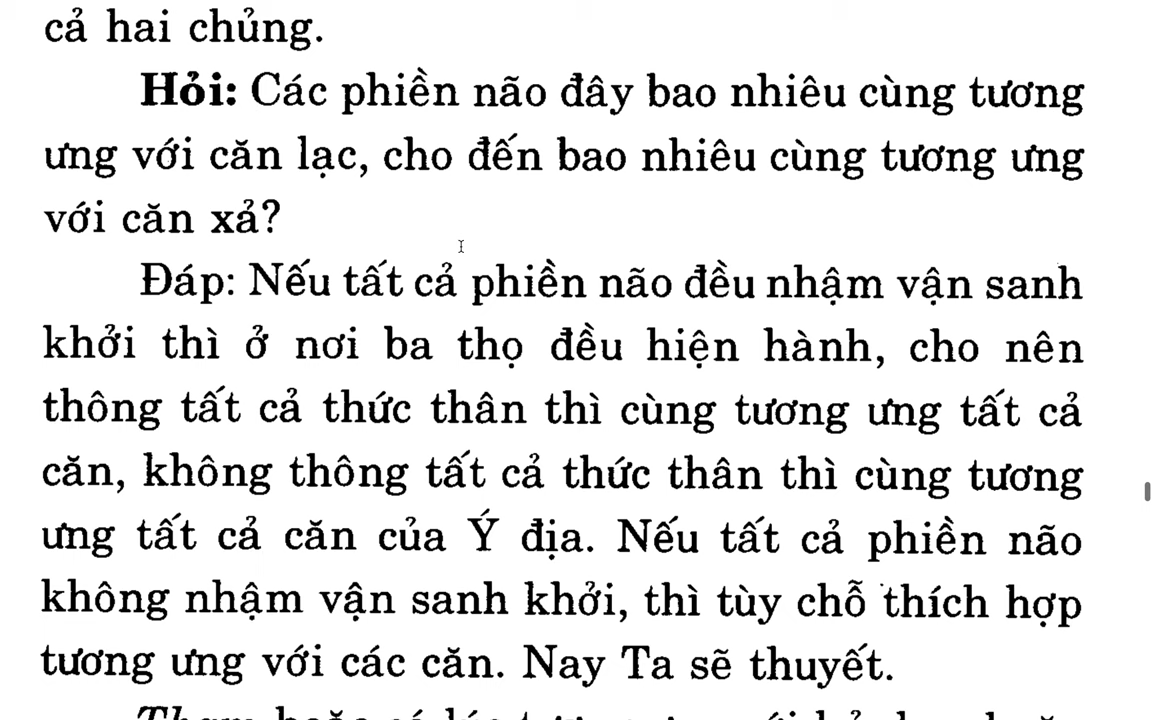 cả hai chủng.
Hỏi: Các phiền não đây bao nhiêu cùng tương
ưng với căn lạc, cho đến bao nhiêu cùng tương ưng
với căn xả?
Đáp: Nếu tất cả phiền não đều nhậm vận sanh
khởi thì ở nơi ba thọ đều hiện hành, cho nên
thông tất cả thức thân thì cùng tương ưng tất cả
căn, không thông tất cả thức thân thì cùng tương
ưng tất cả căn của Ý địa. Nếu tất cả phiền não
không nhậm vận sanh khởi, thì tùy chỗ thích hợp
tương ưng với các căn. Nay Ta sẽ thuyết.